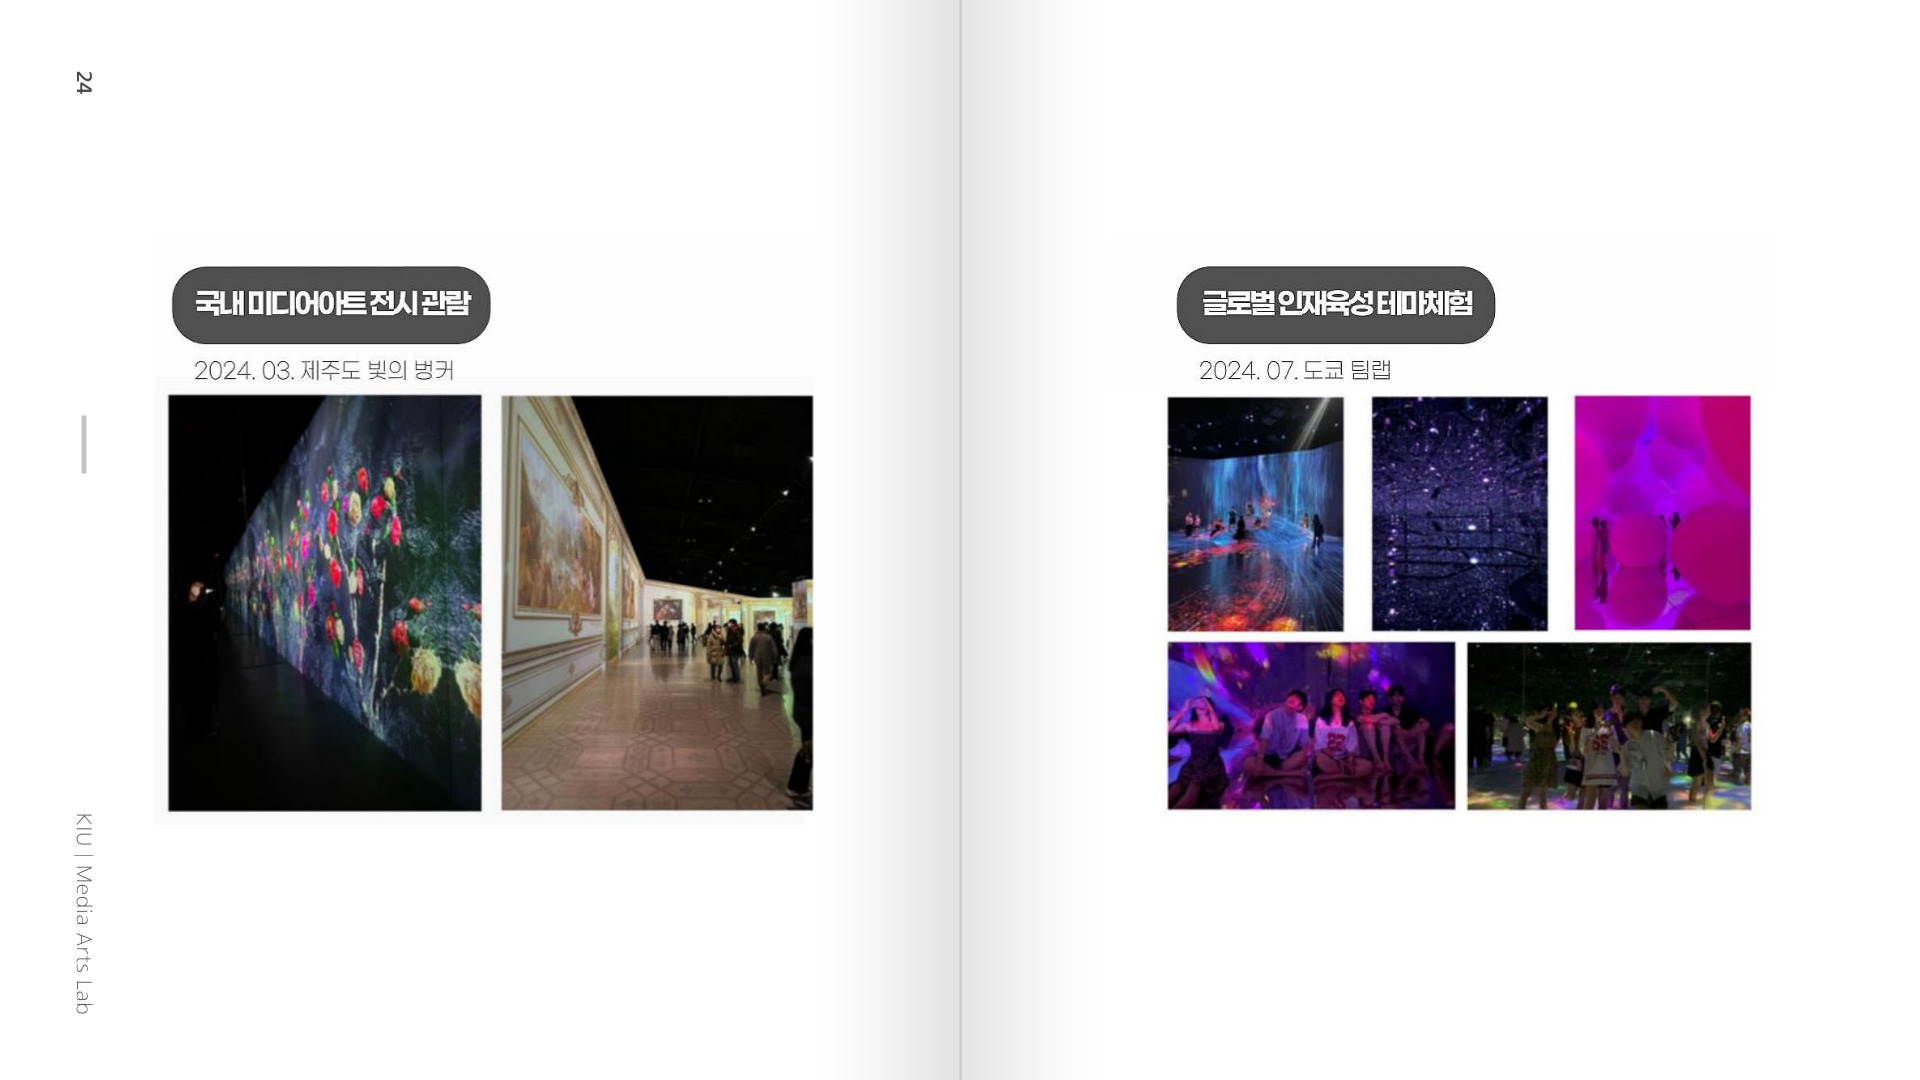 24
국내 미디어아트 전시 관람
2024. 03. 제주도 빛의 벙커
KIU | Media Arts Lab
글로벌 인재육성 테마체험
2024. 07. 도쿄 팀랩